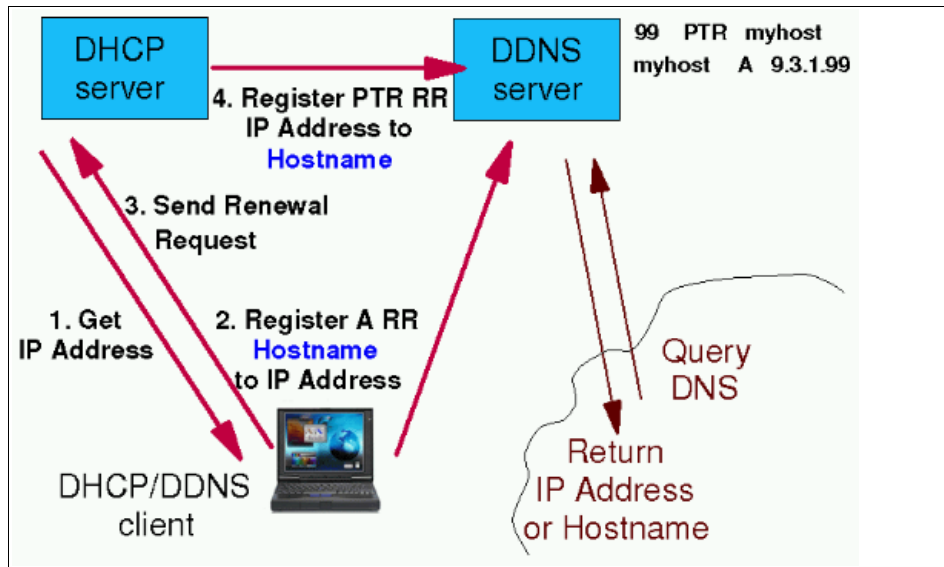 DHCP
server
DDNS
server
99 PTR myhost
myhost A 9.3.1.99
4. Register PTR RR
IP Address to
Hostname
3. Send Renewal
Request
1. Get
IP Address
2. Register A RR
Hostname
to IP Address
Query
DNS
Return
IP Address
or Hostname
DHCP/DDNS
client